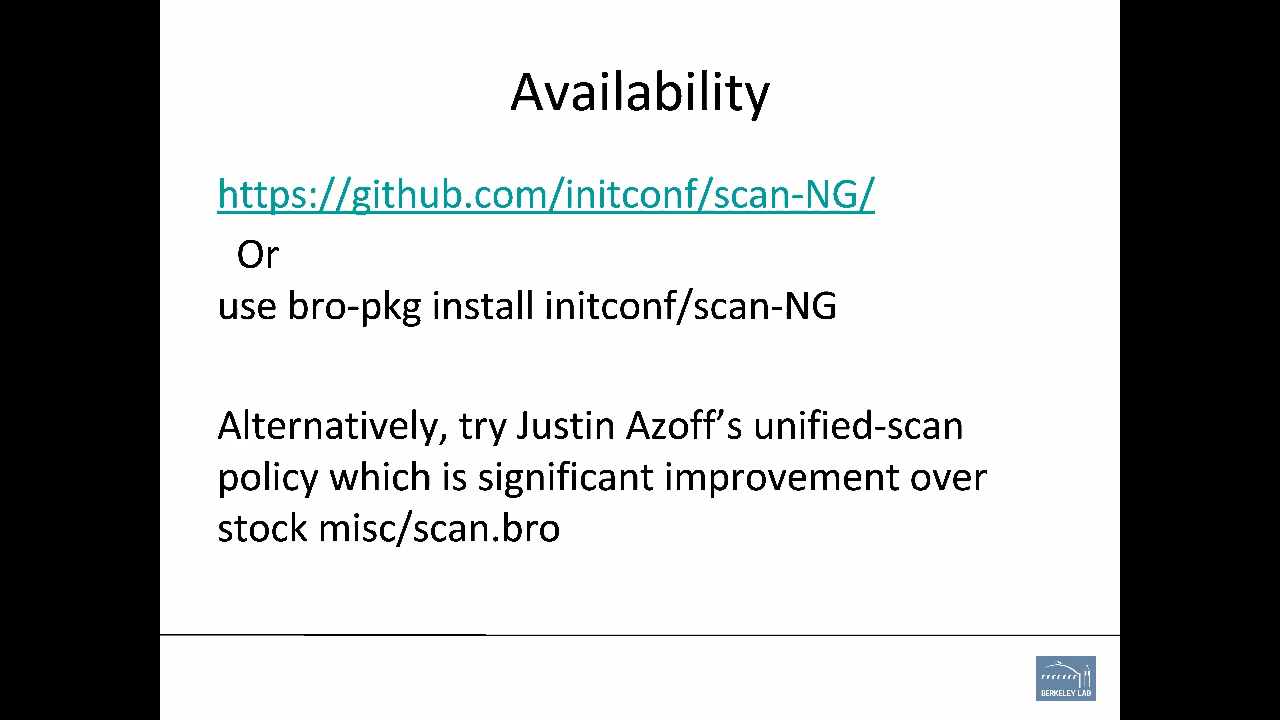 Availability
https://github.com/initconf/scan-NG/
Or
use bro-pkg install initconf/scan-NG
Alternatively, try Justin Azoff’s unified-scan
policy which is significant improvement over
stock misc/scan.bro
BERKELEY LAB